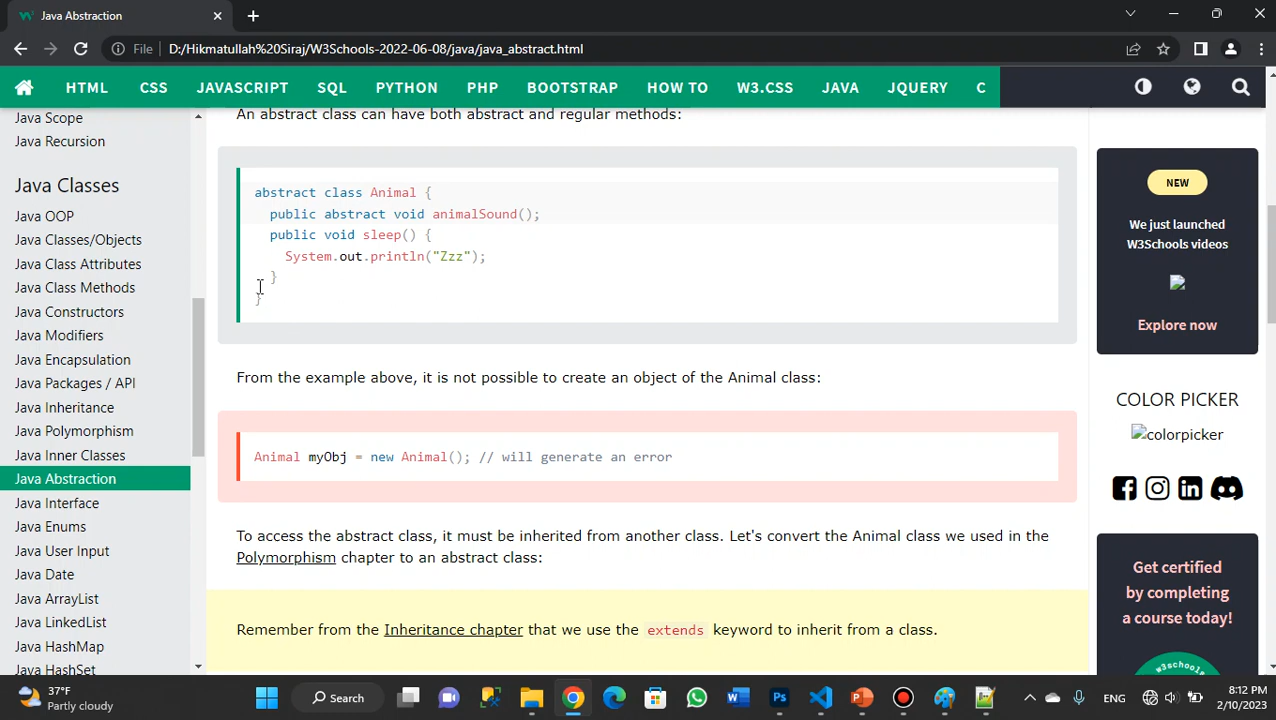 Java Abstraction
File
D:/Hikmatullah%20Siraj/W3Schools-2022-06-08/java/java_abstract.html
HTML
CSS
JAVASCRIPT
SQL
PYTHON
PHP
BOOTSTRAP
HOW TO
W3.CSS
JAVA
JQUERY
C
Java Scope
Java Recursion
Java Classes
Java OOP
Java Classes/Objects
Java Class Attributes
Java Class Methods
Java Constructors
Java Modifiers
Java Encapsulation
Java Packages / API
Java Inheritance
Java Polymorphism
Java Inner Classes
Java Abstraction
Java Interface
Java Enums
Java User Input
Java Date
Java ArrayList
Java LinkedList
Java HashMap
Java HashSet
An abstract class can have both abstract and regular methods:
abstract class Animal {
  public abstract void animalSound();
  public void sleep() {
    System.out.println("Zzz");
  }
}
From the example above, it is not possible to create an object of the Animal class:
Animal myObj = new Animal(); // will generate an error
To access the abstract class, it must be inherited from another class. Let's convert the Animal class we used in the
Polymorphism chapter to an abstract class:
Remember from the Inheritance chapter that we use the extends keyword to inherit from a class.
NEW
We just launched
W3Schools videos
Explore now
COLOR PICKER
colorpicker
Get certified
by completing
a course today!
w3schools
37°F
Partly cloudy
Search
ENG
8:12 PM
2/10/2023